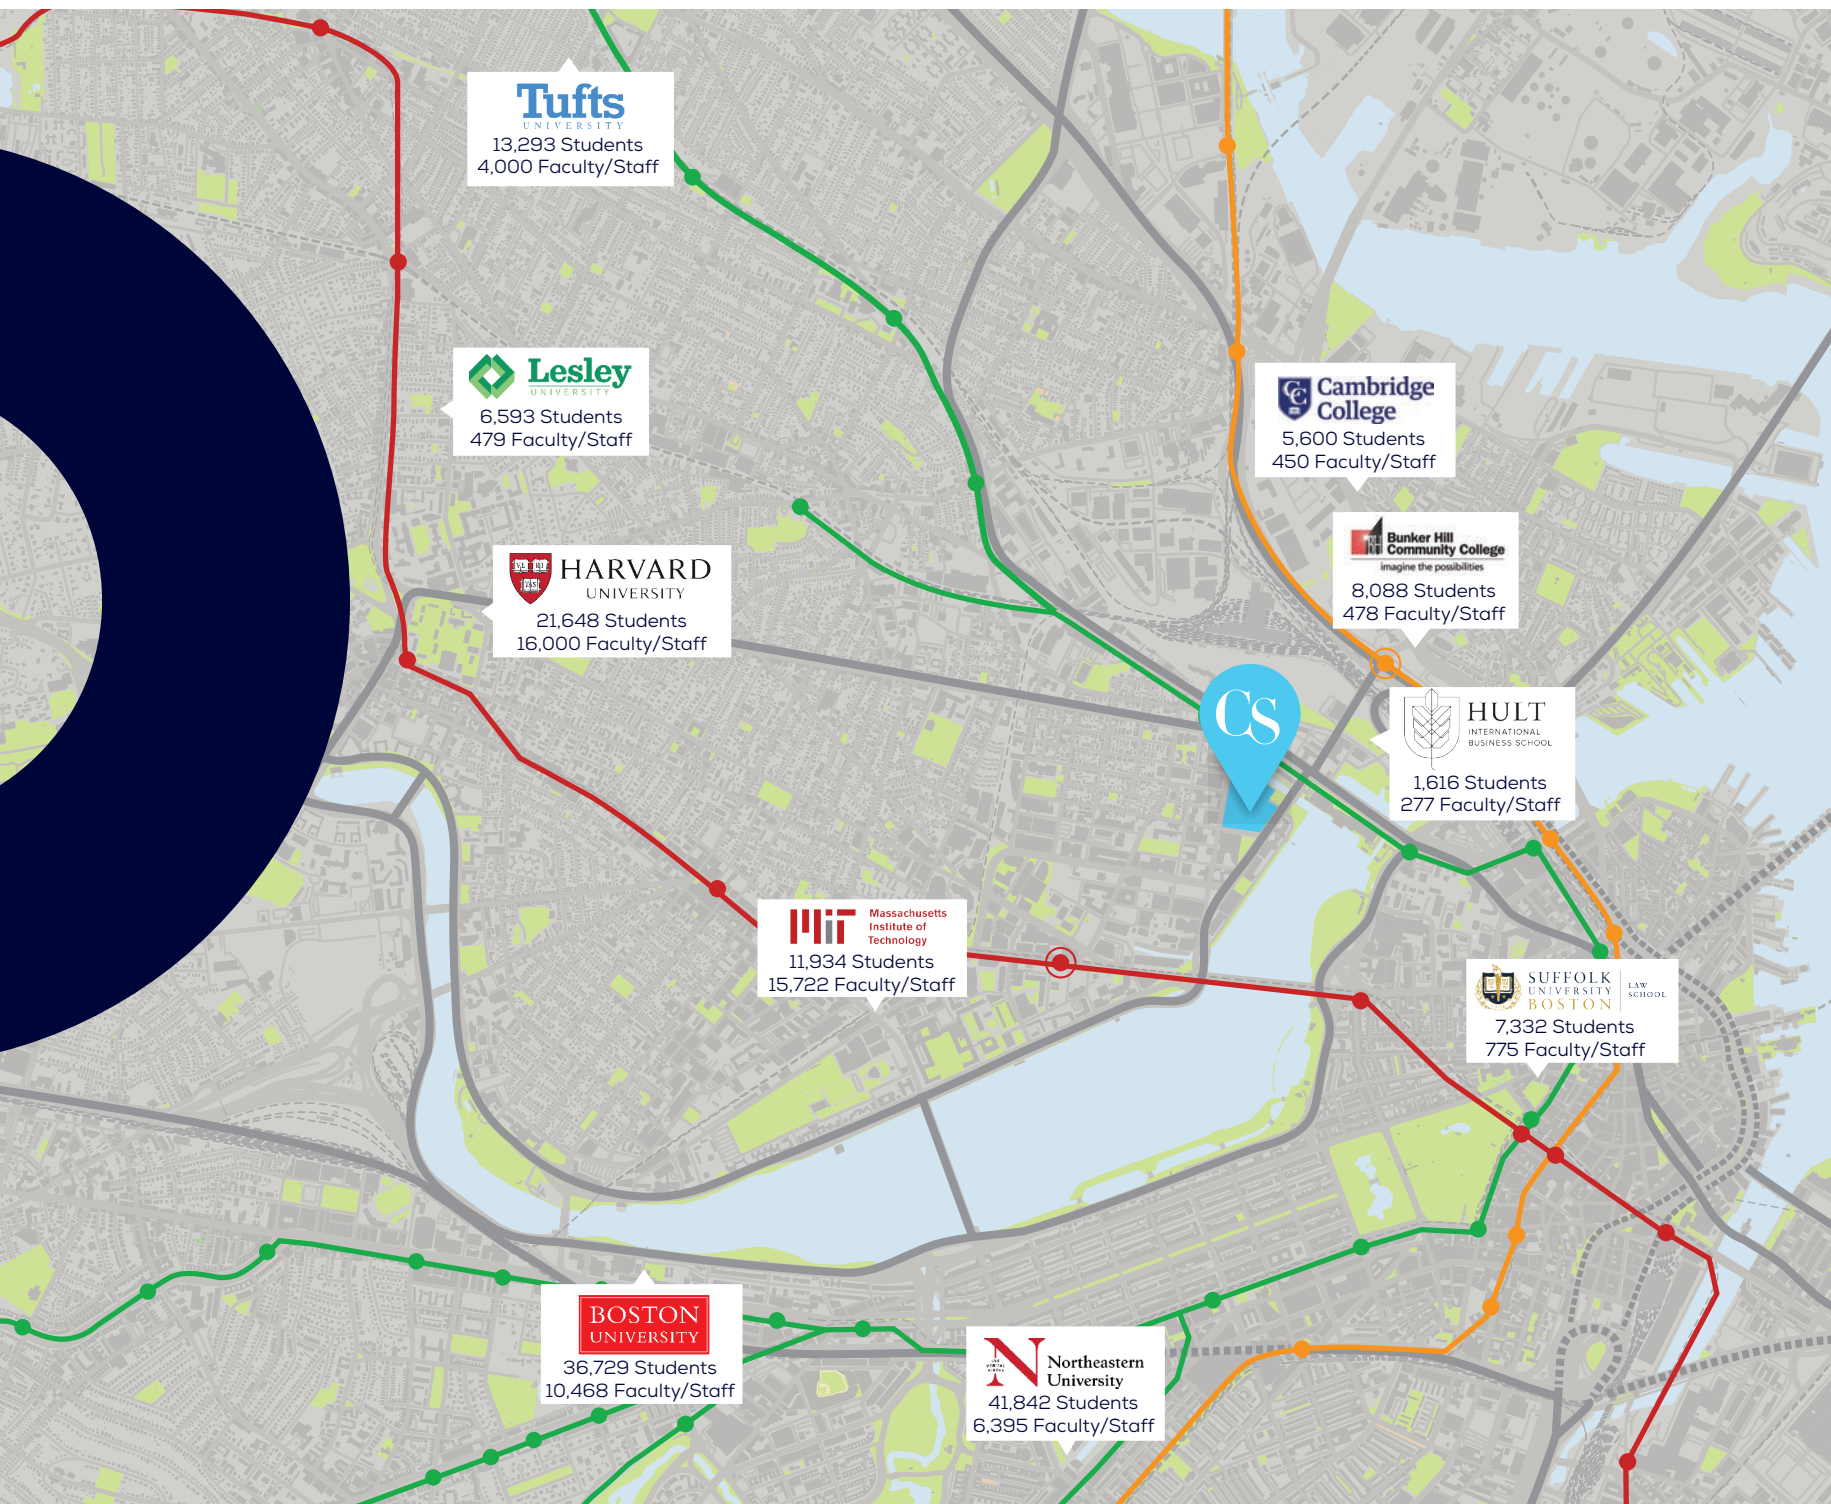 Tufts
UNIVERSITY
13,293 Students
4,000 Faculty/Staff
Lesley
UNIVERSITY
6,593 Students
479 Faculty/Staff
Cambridge
College
5,600 Students
450 Faculty/Staff
Bunker Hill
Community College
imagine the possibilities
8,088 Students
478 Faculty/Staff
HARVARD
UNIVERSITY
21,648 Students
16,000 Faculty/Staff
CS
HULT
INTERNATIONAL
BUSINESS SCHOOL
1,616 Students
277 Faculty/Staff
MIT
Massachusetts
Institute of
Technology
11,934 Students
15,722 Faculty/Staff
SUFFOLK
UNIVERSITY
BOSTON
LAW
SCHOOL
7,332 Students
775 Faculty/Staff
BOSTON
UNIVERSITY
36,729 Students
10,468 Faculty/Staff
N
Northeastern
University
41,842 Students
6,395 Faculty/Staff